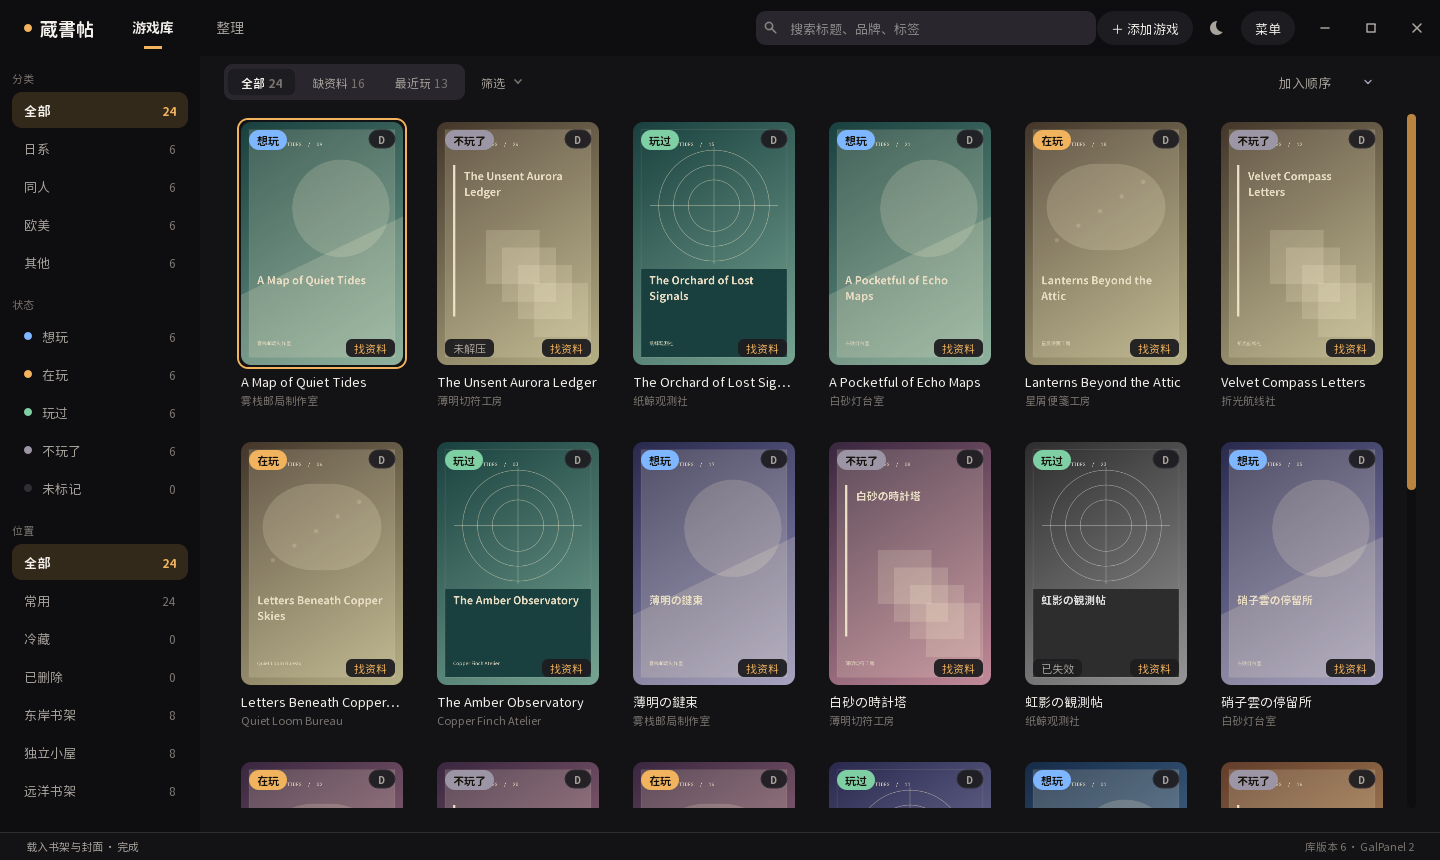 蔵書帖
游戏库
整理
搜索标题、品牌、标签
+ 添加游戏
菜单
分类
全部 24
日系 6
同人 6
欧美 6
其他 6
状态
想玩 6
在玩 6
玩过 6
不玩了 6
未标记 0
位置
全部 24
常用 24
冷藏 0
已删除 0
东岸书架 8
独立小屋 8
远洋书架 8
全部 24
缺资料 16
最近玩 13
筛选
加入顺序
想玩 D
A Map of Quiet Tides
找资料
A Map of Quiet Tides
雾栈邮局制作室
不玩了 D
The Unsent Aurora
Ledger
未解压 找资料
The Unsent Aurora Ledger
薄明符工房
玩过 D
The Orchard of Lost
Signals
找资料
The Orchard of Lost Sig…
纸鲸观测社
想玩 D
A Pocketful of Echo
Maps
找资料
A Pocketful of Echo Maps
白砂灯台室
在玩 D
Lanterns Beyond the
Attic
找资料
Lanterns Beyond the Attic
星屑便笺工房
不玩了 D
Velvet Compass
Letters
找资料
Velvet Compass Letters
折光航线社
在玩 D
Letters Beneath Copper
Skies
Quiet Loom Bureau
找资料
Letters Beneath Copper…
Quiet Loom Bureau
玩过 D
The Amber Observatory
Copper Finch Atelier
找资料
The Amber Observatory
Copper Finch Atelier
想玩 D
薄明の鍵束
找资料
薄明の鍵束
雾栈邮局制作室
不玩了 D
白砂の時計塔
找资料
白砂の時計塔
薄明切符工房
玩过 D
虹影の観測帖
已失效 找资料
虹影の観測帖
纸鲸观测社
想玩 D
硝子雲の停留所
找资料
硝子雲の停留所
白砂灯台室
在玩 D
不玩了 D
在玩 D
玩过 D
想玩 D
不玩了 D
载入书架与封面 · 完成
库版本 6 · GalPanel 2